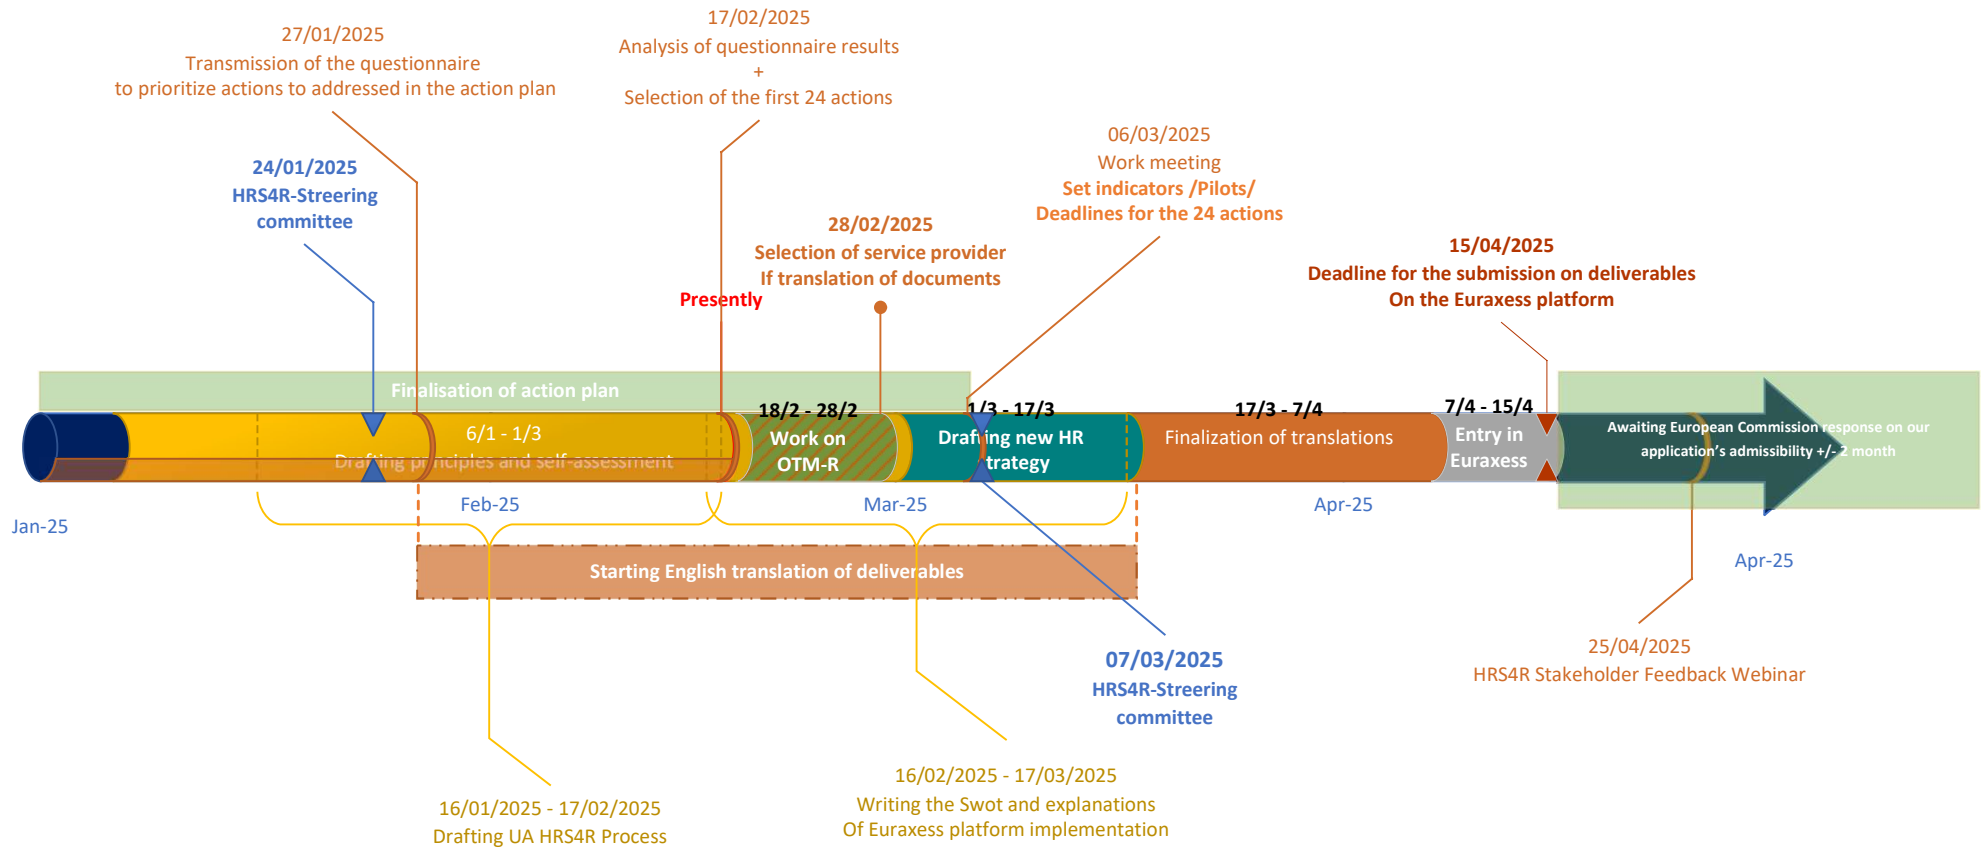 17/02/2025
Analysis of questionnaire results
+
Selection of the first 24 actions
27/01/2025
Transmission of the questionnaire
to prioritize actions to addressed in the action plan
24/01/2025
HRS4R-Streering
committee
06/03/2025
Work meeting
Set indicators /Pilots/
Deadlines for the 24 actions
28/02/2025
Selection of service provider
If translation of documents
Presently
15/04/2025
Deadline for the submission on deliverables
On the Euraxess platform
Finalisation of action plan
6/1 - 1/3
Drafting principles and self-assessment
18/2 - 28/2
Work on
OTM-R
1/3 - 17/3
Drafting new HR
trategy
17/3 - 7/4
Finalization of translations
7/4 - 15/4
Entry in
Euraxess
Awaiting European Commission response on our
application's admissibility +/- 2 month
Jan-25
Feb-25
Mar-25
Apr-25
Apr-25
Starting English translation of deliverables
07/03/2025
HRS4R-Streering
committee
25/04/2025
HRS4R Stakeholder Feedback Webinar
16/01/2025 - 17/02/2025
Drafting UA HRS4R Process
16/02/2025 - 17/03/2025
Writing the Swot and explanations
Of Euraxess platform implementation